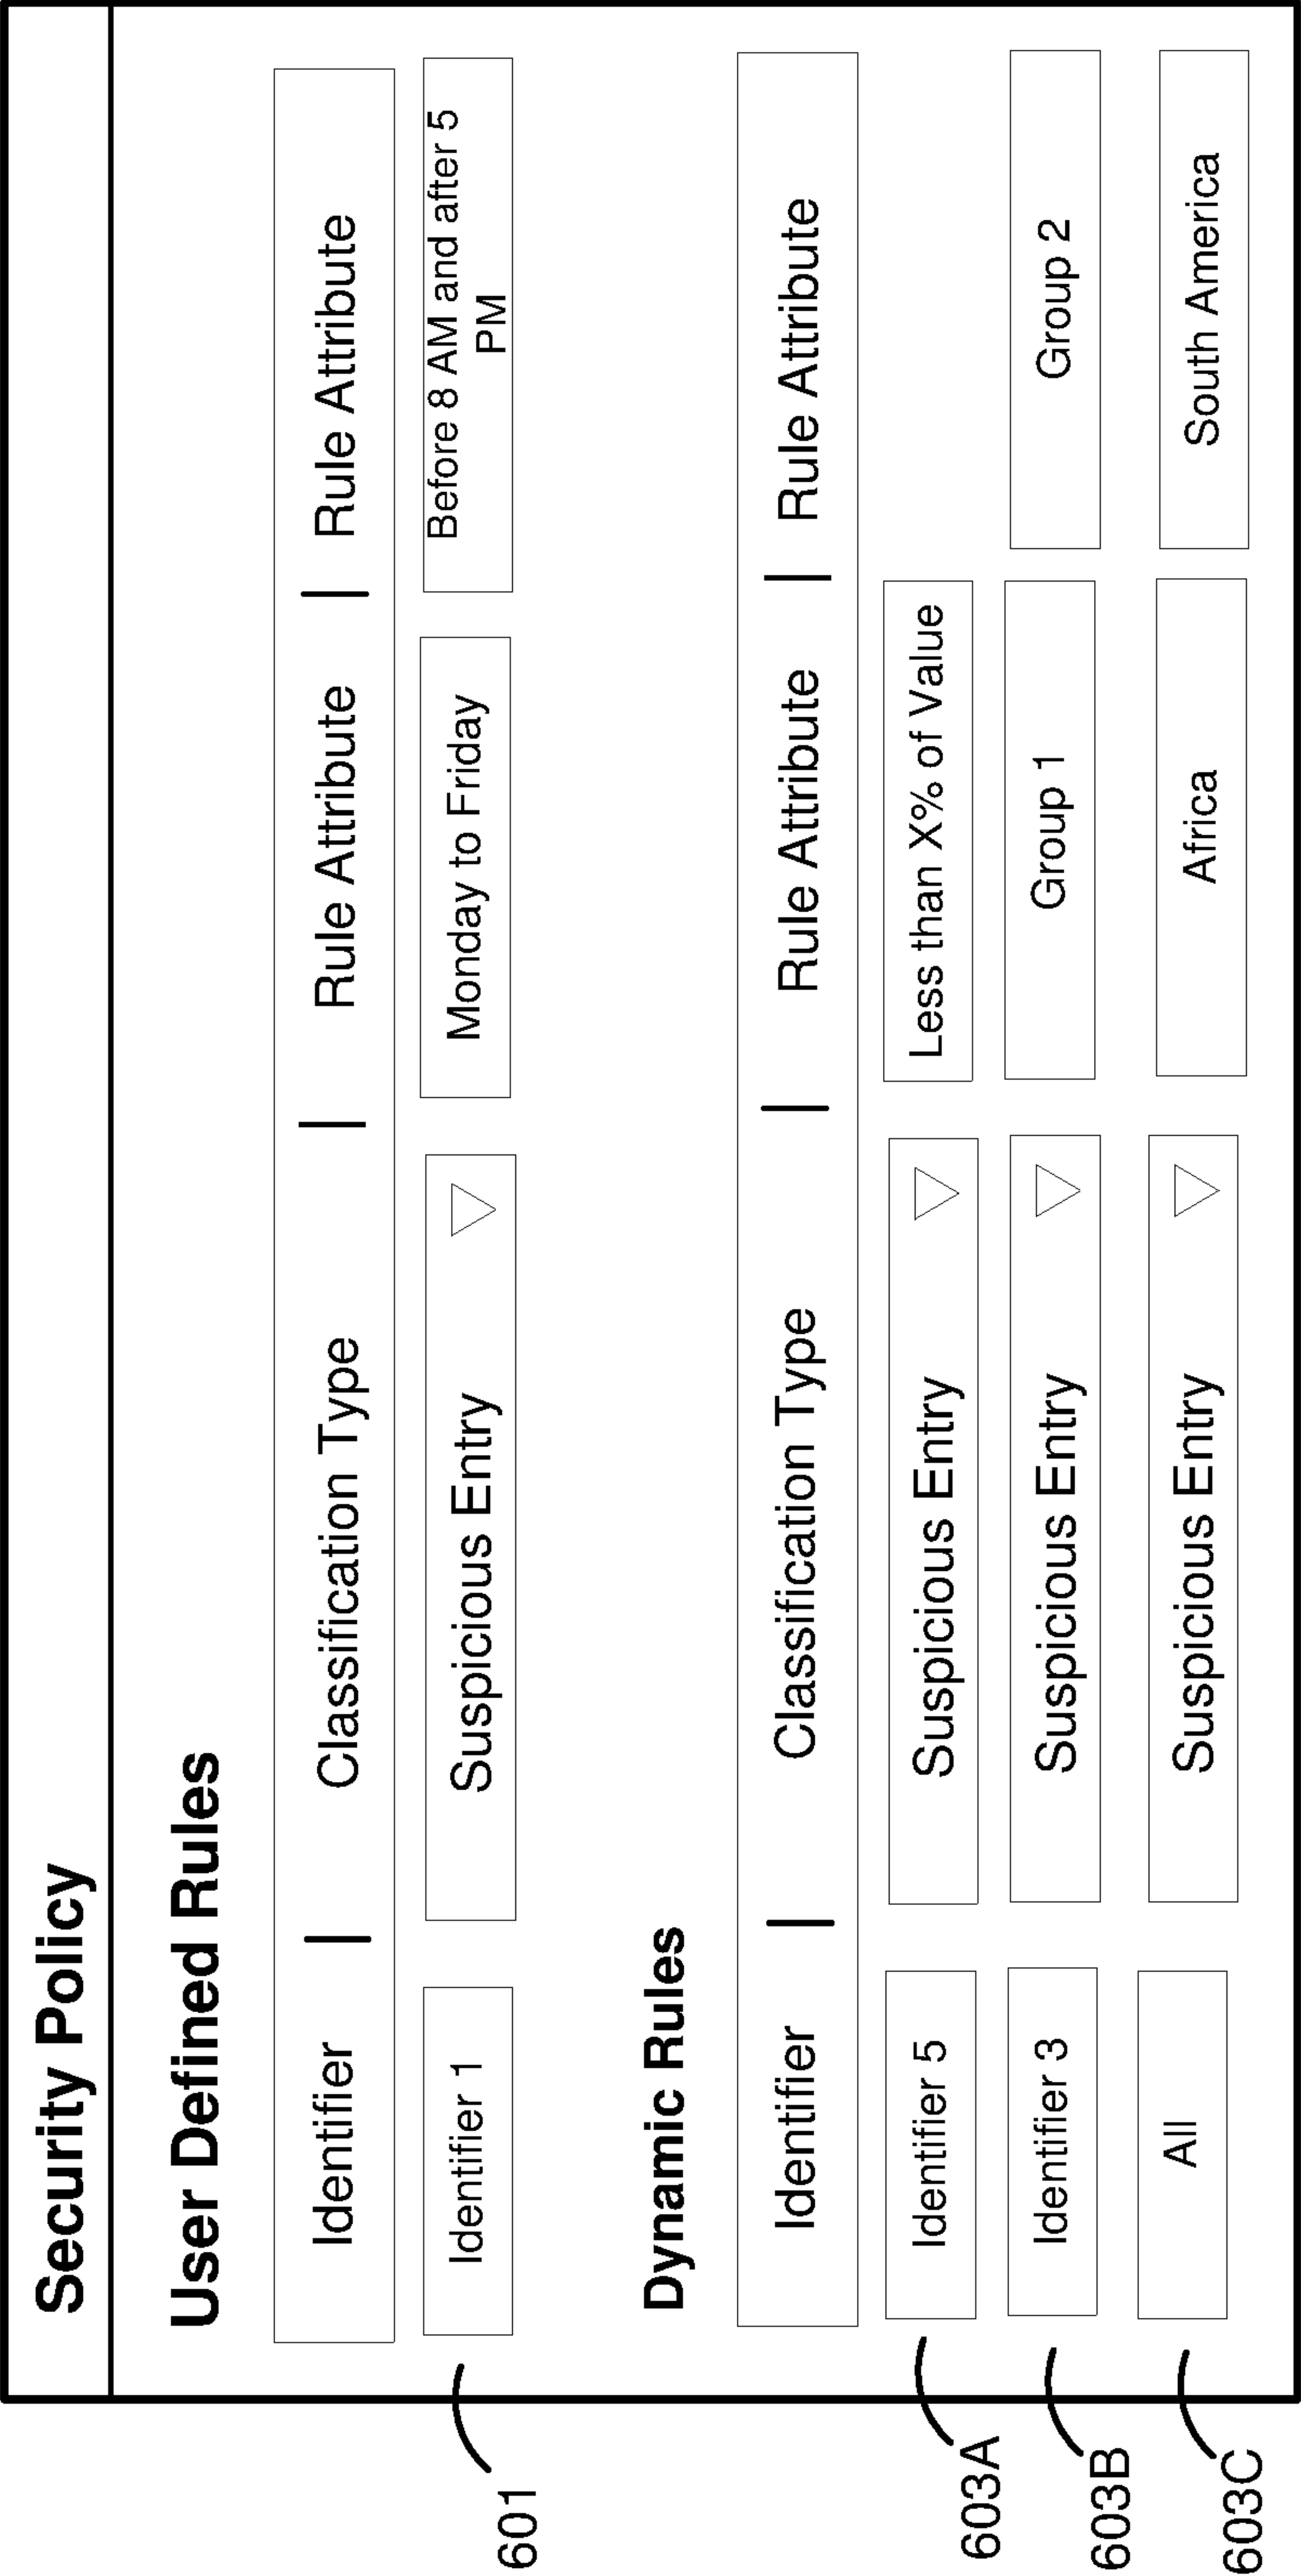 Security Policy
User Defined Rules
Identifier | Classification Type | Rule Attribute | Rule Attribute
601 Identifier 1 Suspicious Entry Monday to Friday Before 8 AM and after 5
PM
Dynamic Rules
Identifier | Classification Type | Rule Attribute | Rule Attribute
603A Identifier 5 Suspicious Entry Less than X% of Value
603B Identifier 3 Suspicious Entry Group 1 Group 2
603C All Suspicious Entry Africa South America